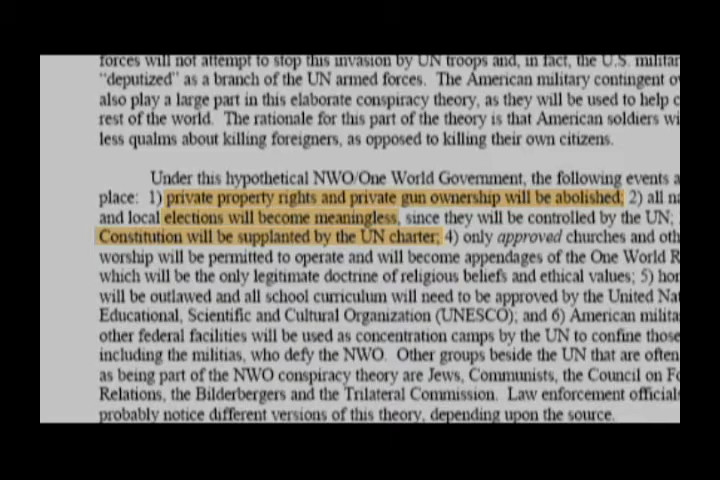 forces will not attempt to stop this invasion by UN troops and, in fact, the U.S. militar
"deputized" as a branch of the UN armed forces. The American military contingent o
also play a large part in this elaborate conspiracy theory, as they will be used to help c
rest of the world. The rationale for this part of the theory is that American soldiers wi
less qualms about killing foreigners, as opposed to killing their own citizens.
Under this hypothetical NWO/One World Government, the following events a
place: 1) private property rights and private gun ownership will be abolished; 2) all na
and local elections will become meaningless, since they will be controlled by the UN;
Constitution will be supplanted by the UN charter; 4) only approved churches and oth
worship will be permitted to operate and will become appendages of the One World R
which will be the only legitimate doctrine of religious beliefs and ethical values; 5) hom
will be outlawed and all school curriculum will need to be approved by the United Nat
Educational, Scientific and Cultural Organization (UNESCO); and 6) American milita
other federal facilities will be used as concentration camps by the UN to confine those
including the militias, who defy the NWO. Other groups beside the UN that are often
as being part of the NWO conspiracy theory are Jews, Communists, the Council on Fo
Relations, the Bilderbergers and the Trilateral Commission. Law enforcement officials
probably notice different versions of this theory, depending upon the source.